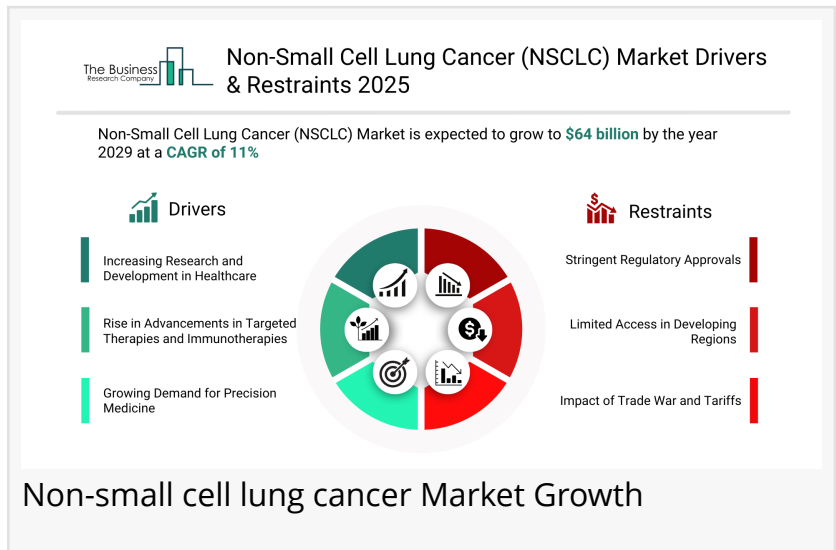 The Business
Research Company
Non-Small Cell Lung Cancer (NSCLC) Market Drivers
& Restraints 2025
Non-Small Cell Lung Cancer (NSCLC) Market is expected to grow to $64 billion by the year
2029 at a CAGR of 11%
Drivers
Increasing Research and
Development in Healthcare
Rise in Advancements in Targeted
Therapies and Immunotherapies
Growing Demand for Precision
Medicine
$
Restraints
Stringent Regulatory Approvals
Limited Access in Developing
Regions
Impact of Trade War and Tariffs
$
Non-small cell lung cancer Market Growth